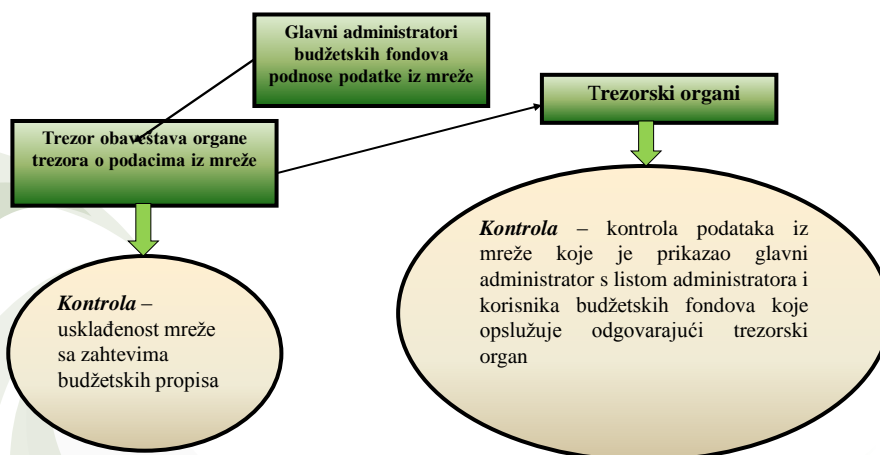 Glavni administratori
budžetskih fondova
podnose podatke iz mreže
Trezorski organi
Trezor obaveštava organe
trezora o podacima iz mreže
Kontrola – kontrola podataka iz
mreže koje je prikazao glavni
administrator s listom administratora i
korisnika budžetskih fondova koje
opslužuje odgovarajući trezorski
organ
Kontrola –
usklađenost mreže
sa zahtevima
budžetskih propisa